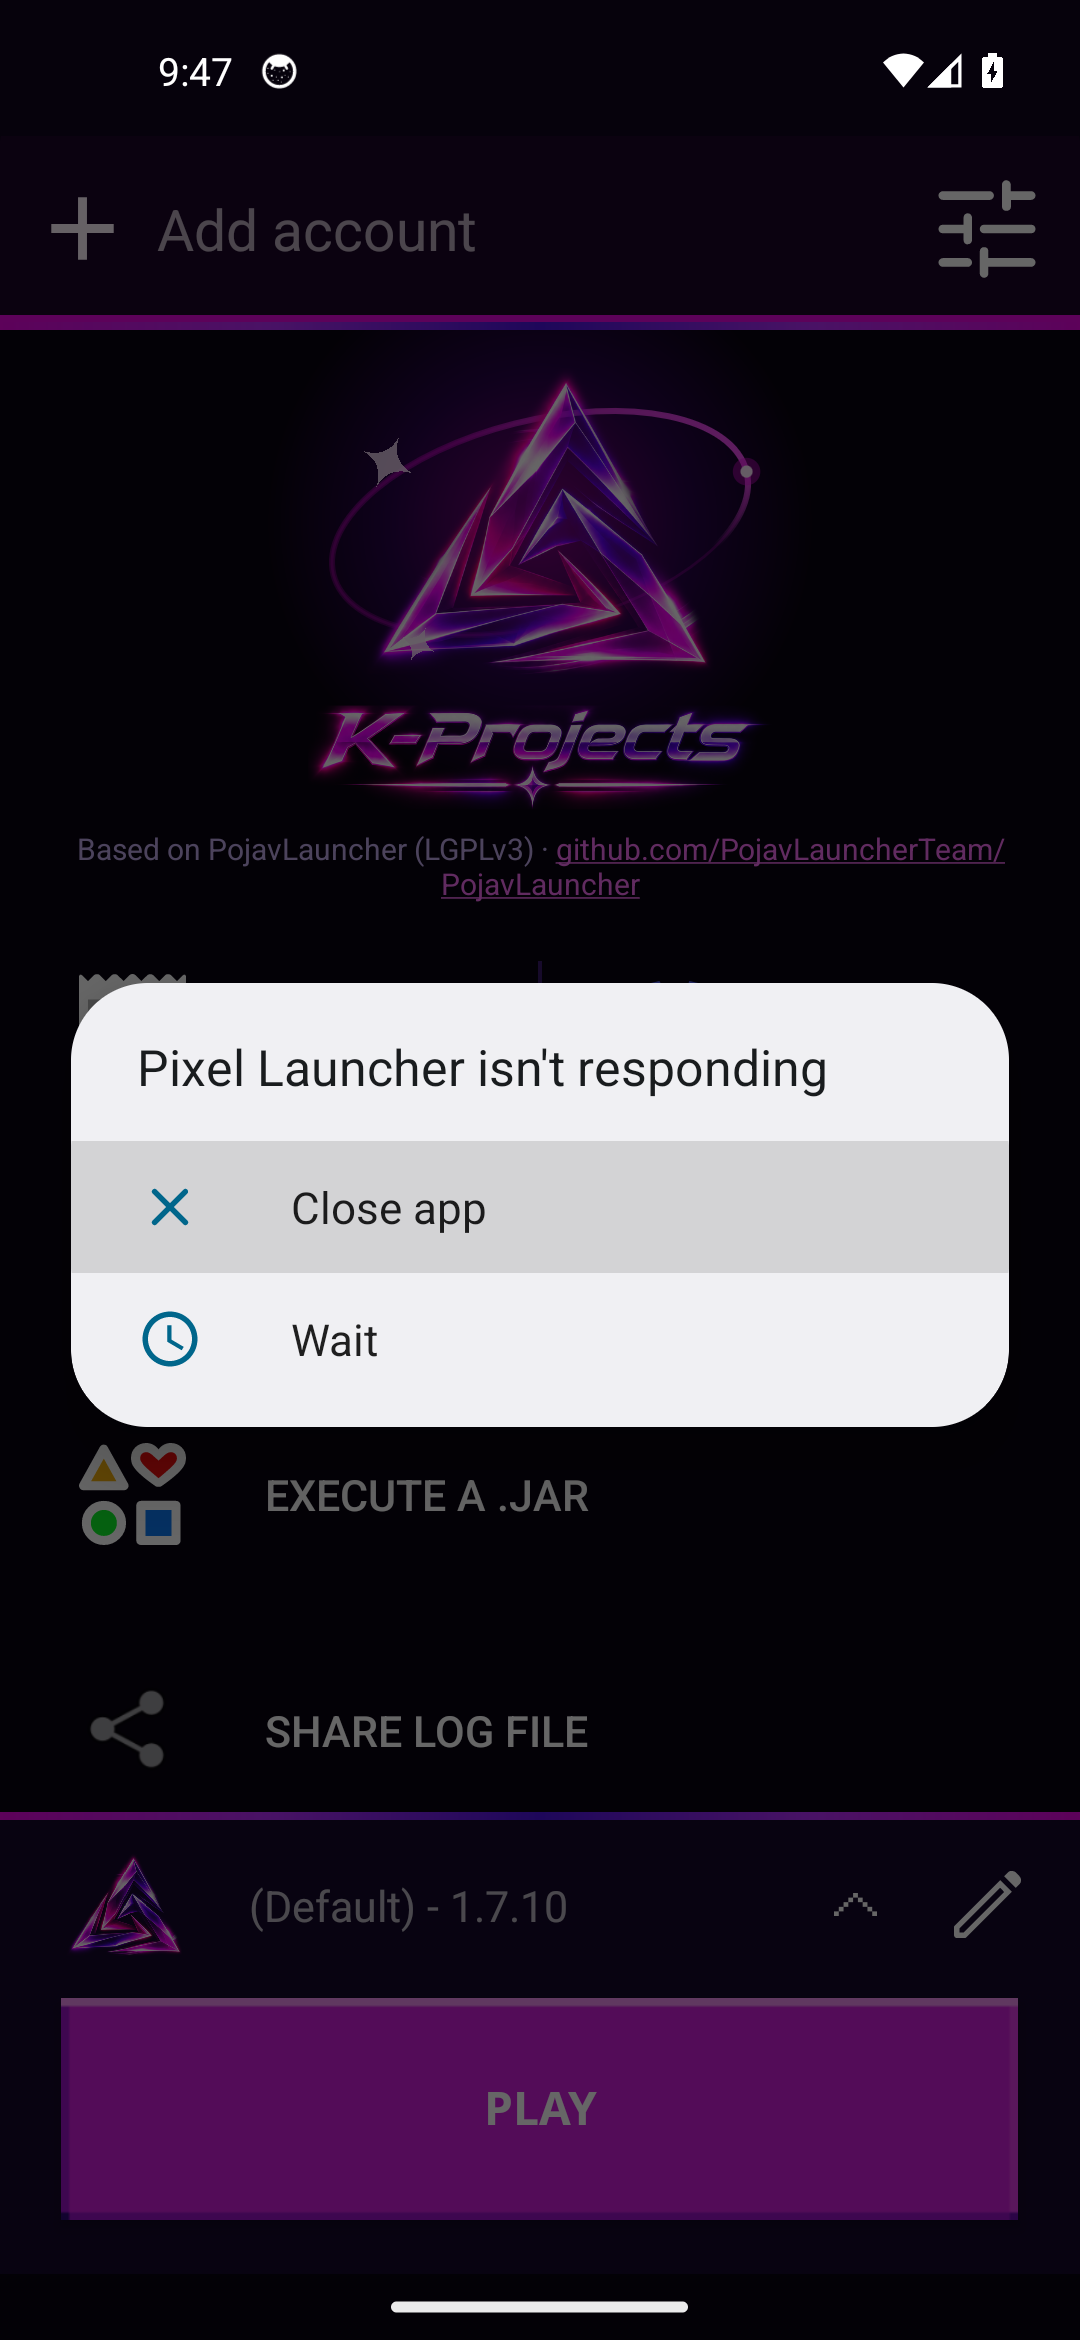 9:47
Add account
K-Projects
Based on PojavLauncher (LGPLv3) · github.com/PojavLauncherTeam/
PojavLauncher
Pixel Launcher isn't responding
Close app
Wait
EXECUTE A .JAR
SHARE LOG FILE
(Default) - 1.7.10
PLAY